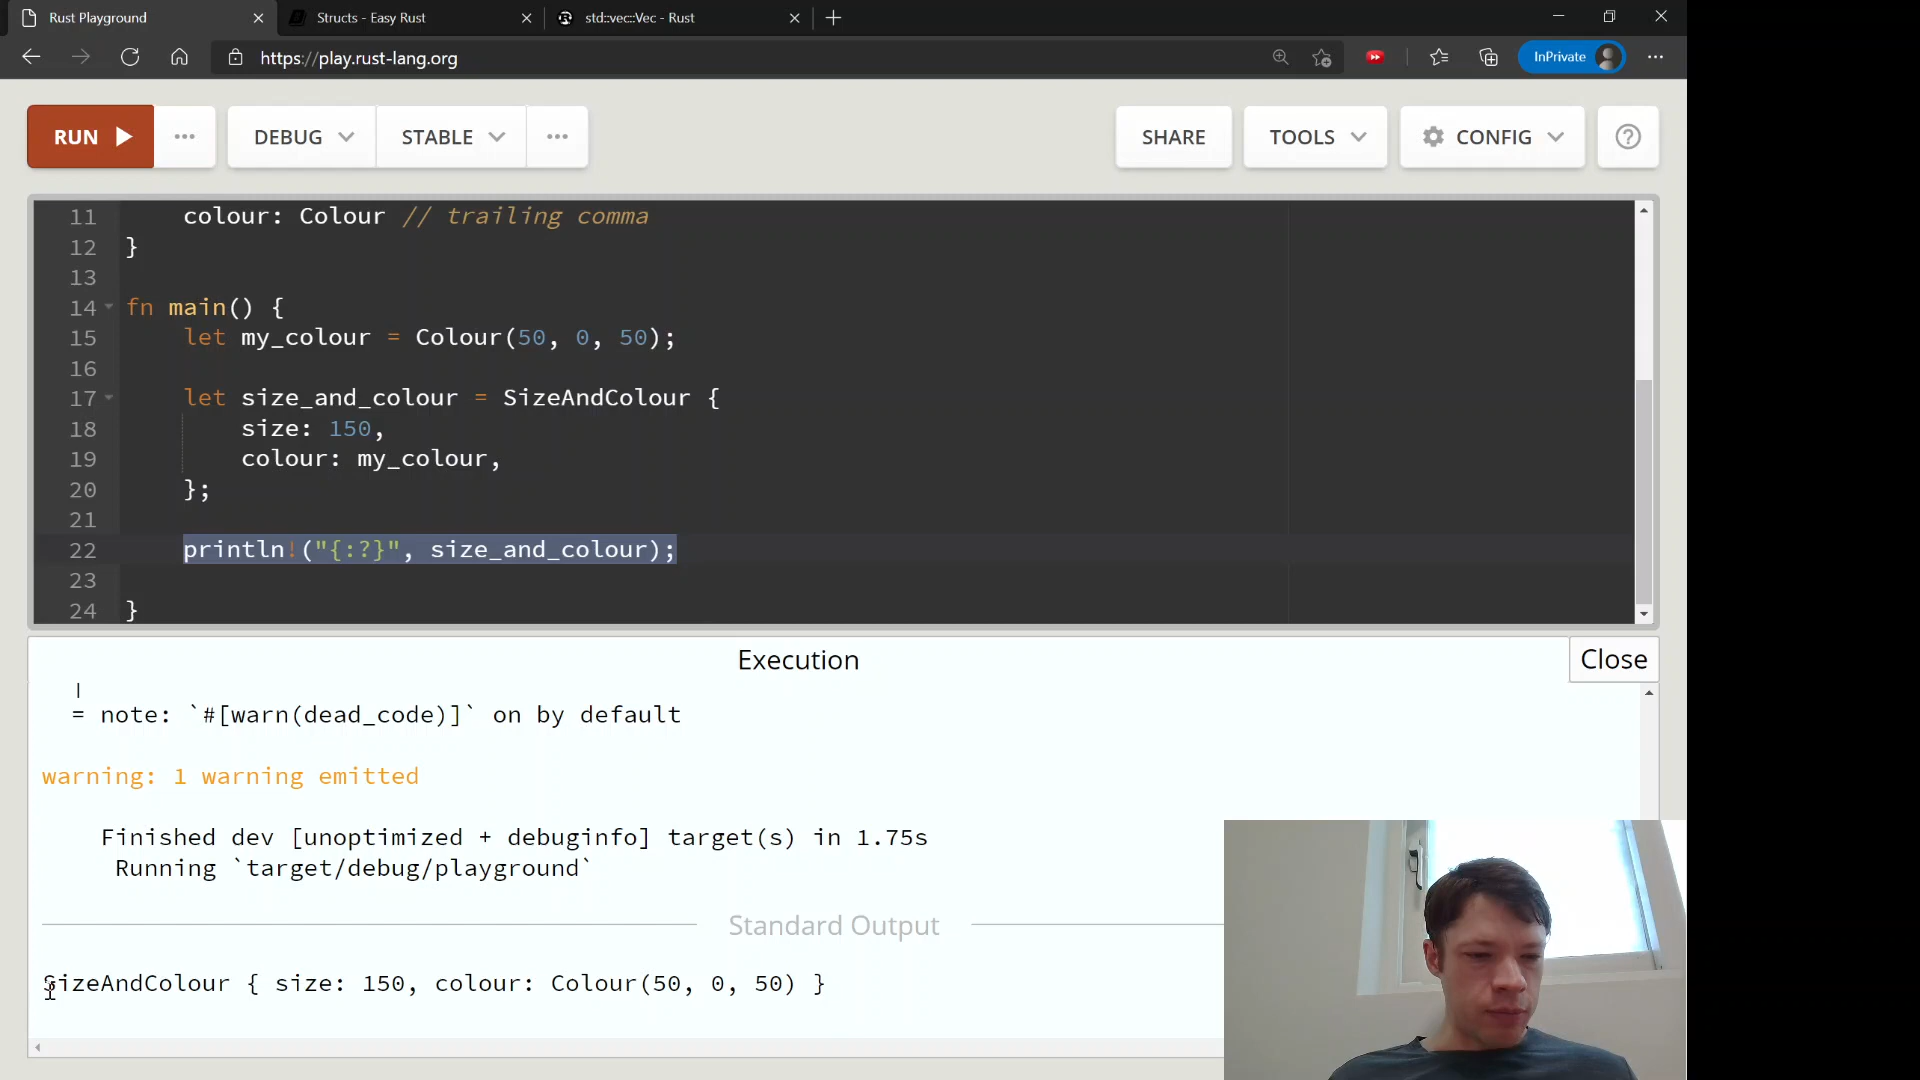 Rust Playground
Structs - Easy Rust
std::vec::Vec - Rust
https://play.rust-lang.org
InPrivate
RUN
DEBUG
STABLE
SHARE
TOOLS
CONFIG
11 colour: Colour // trailing comma
12 }
13
14 fn main() {
15 let my_colour = Colour(50, 0, 50);
16
17 let size_and_colour = SizeAndColour {
18 size: 150,
19 colour: my_colour,
20 };
21
22 println!("{:?}", size_and_colour);
23
24 }
Execution
Close
|
= note: `#[warn(dead_code)]` on by default
warning: 1 warning emitted
Finished dev [unoptimized + debuginfo] target(s) in 1.75s
Running `target/debug/playground`
Standard Output
SizeAndColour { size: 150, colour: Colour(50, 0, 50) }